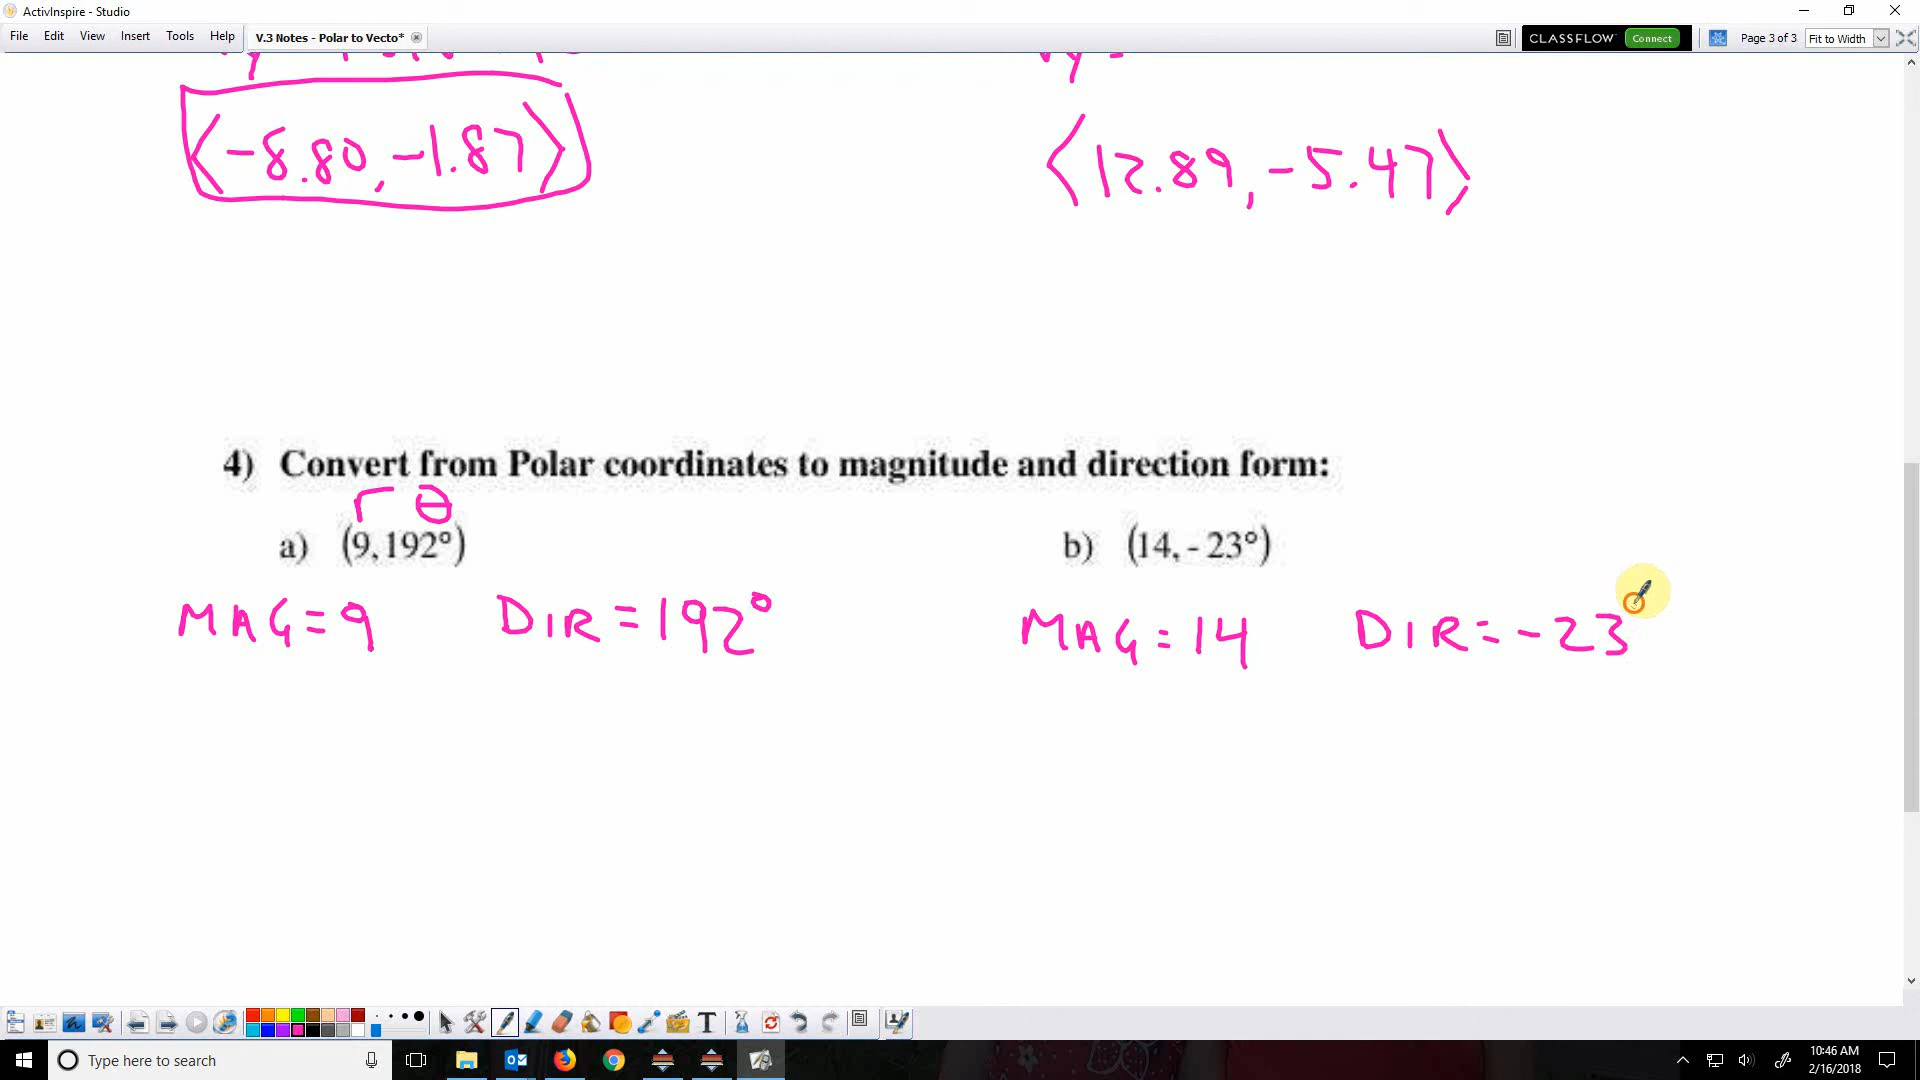 ActivInspire - Studio
File Edit View Insert Tools Help V.3 Notes - Polar to Vecto* CLASSFLOW Connect Page 3 of 3 Fit to Width
⟨-8.80, -1.87⟩ ⟨12.89, -5.47⟩
4) Convert from Polar coordinates to magnitude and direction form:
r θ
a) (9,192°) b) (14,-23°)
MAG=9 DIR=192° MAG=14 DIR=-23
T
Type here to search 10:46 AM
2/16/2018